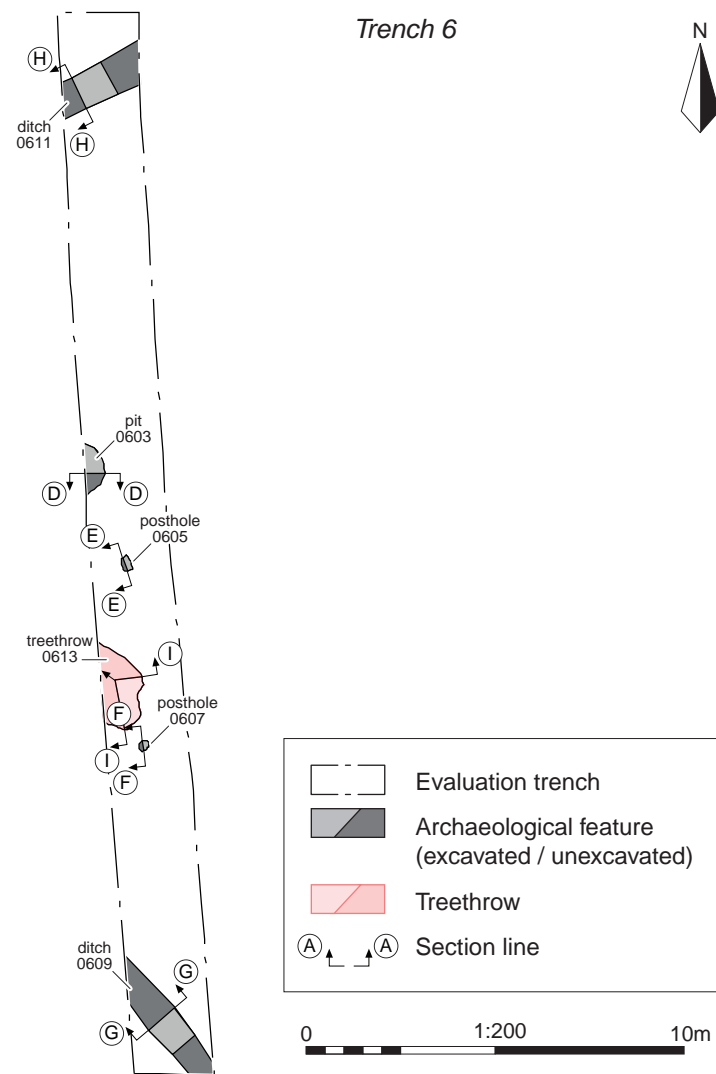 Trench 6
N
H
ditch
0611
H
pit
0603
D
D
E
posthole
0605
E
treethrow
0613
I
F
posthole
0607
I
F
ditch
0609
G
G
Evaluation trench
Archaeological feature
(excavated / unexcavated)
Treethrow
A
A
Section line
0
1:200
10m